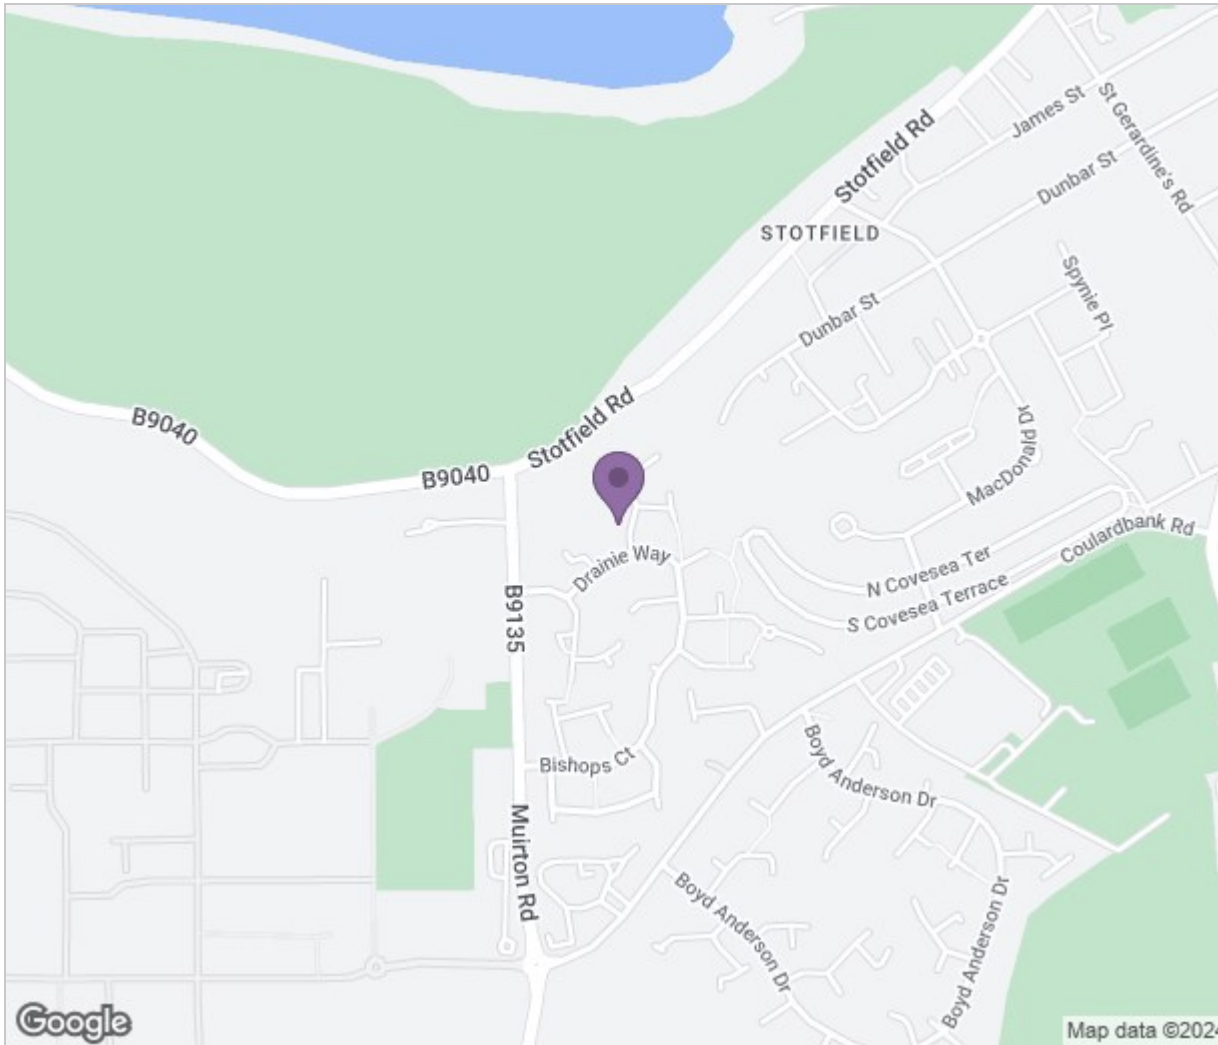 James St
St Gerardine's Rd
Stotfield Rd
Dunbar St
STOTFIELD
Spynie Pl
Dunbar St
B9040
Stotfield Rd
MacDonald Dr
B9040
Coulardbank Rd
Drainie Way
N Covesea Ter
S Covesea Terrace
B9135
Bishops Ct
Boyd Anderson Dr
Muirton Rd
Boyd Anderson Dr
Boyd Anderson Dr
Google
Map data ©2024